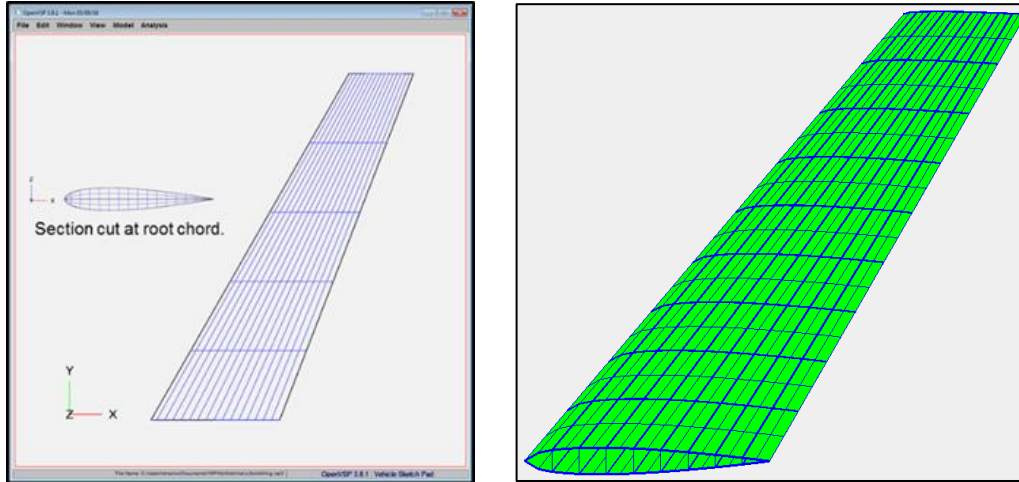 File Edit Window View Model Analysis
Z
X
Section cut at root chord.
Y
Z X
OpenVSP 3.8.1 : Vehicle Sketch Pad